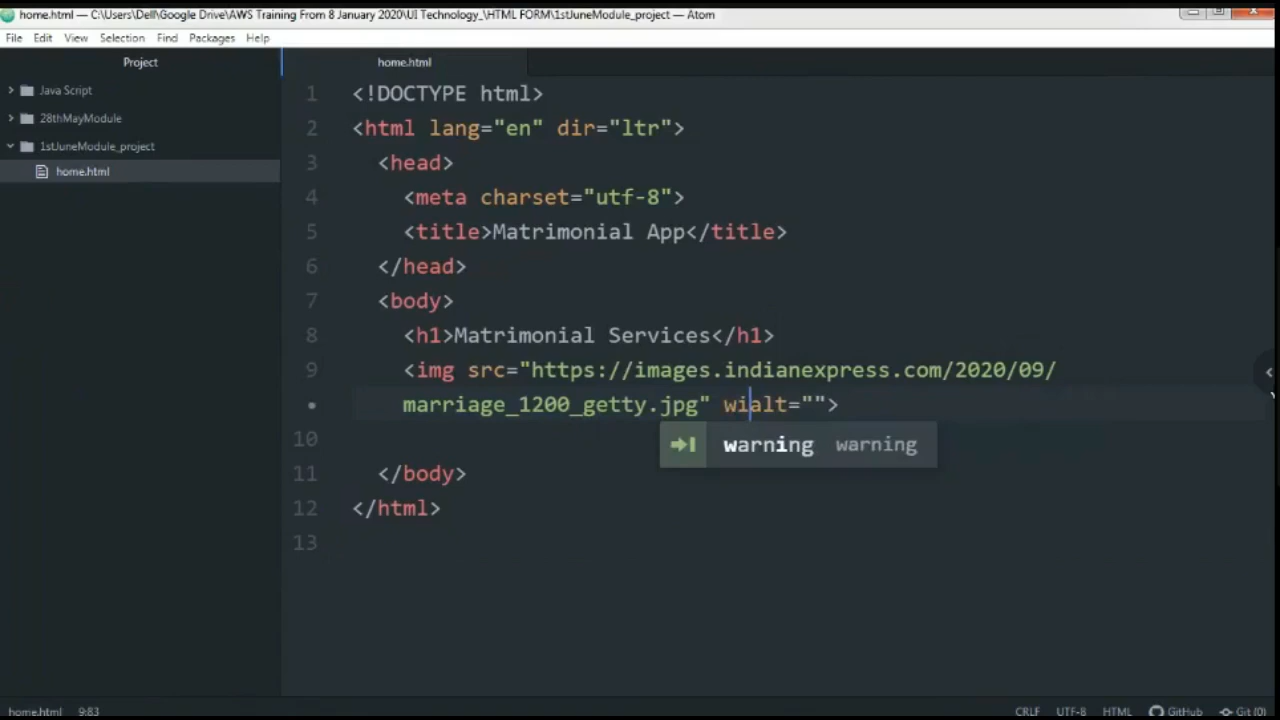 home.html — C:\Users\Dell\Google Drive\AWS Training From 8 January 2020\UI Technology_\HTML FORM\1stJuneModule_project — Atom
File Edit View Selection Find Packages Help
Project
home.html
Java Script
28thMayModule
1stJuneModule_project
home.html
1 <!DOCTYPE html>
2 <html lang="en" dir="ltr">
3 <head>
4 <meta charset="utf-8">
5 <title>Matrimonial App</title>
6 </head>
7 <body>
8 <h1>Matrimonial Services</h1>
9 <img src="https://images.indianexpress.com/2020/09/
• marriage_1200_getty.jpg" wialt="">
warning warning
10
11 </body>
12 </html>
13
home.html 9:83 CRLF UTF-8 HTML GitHub Git (0)